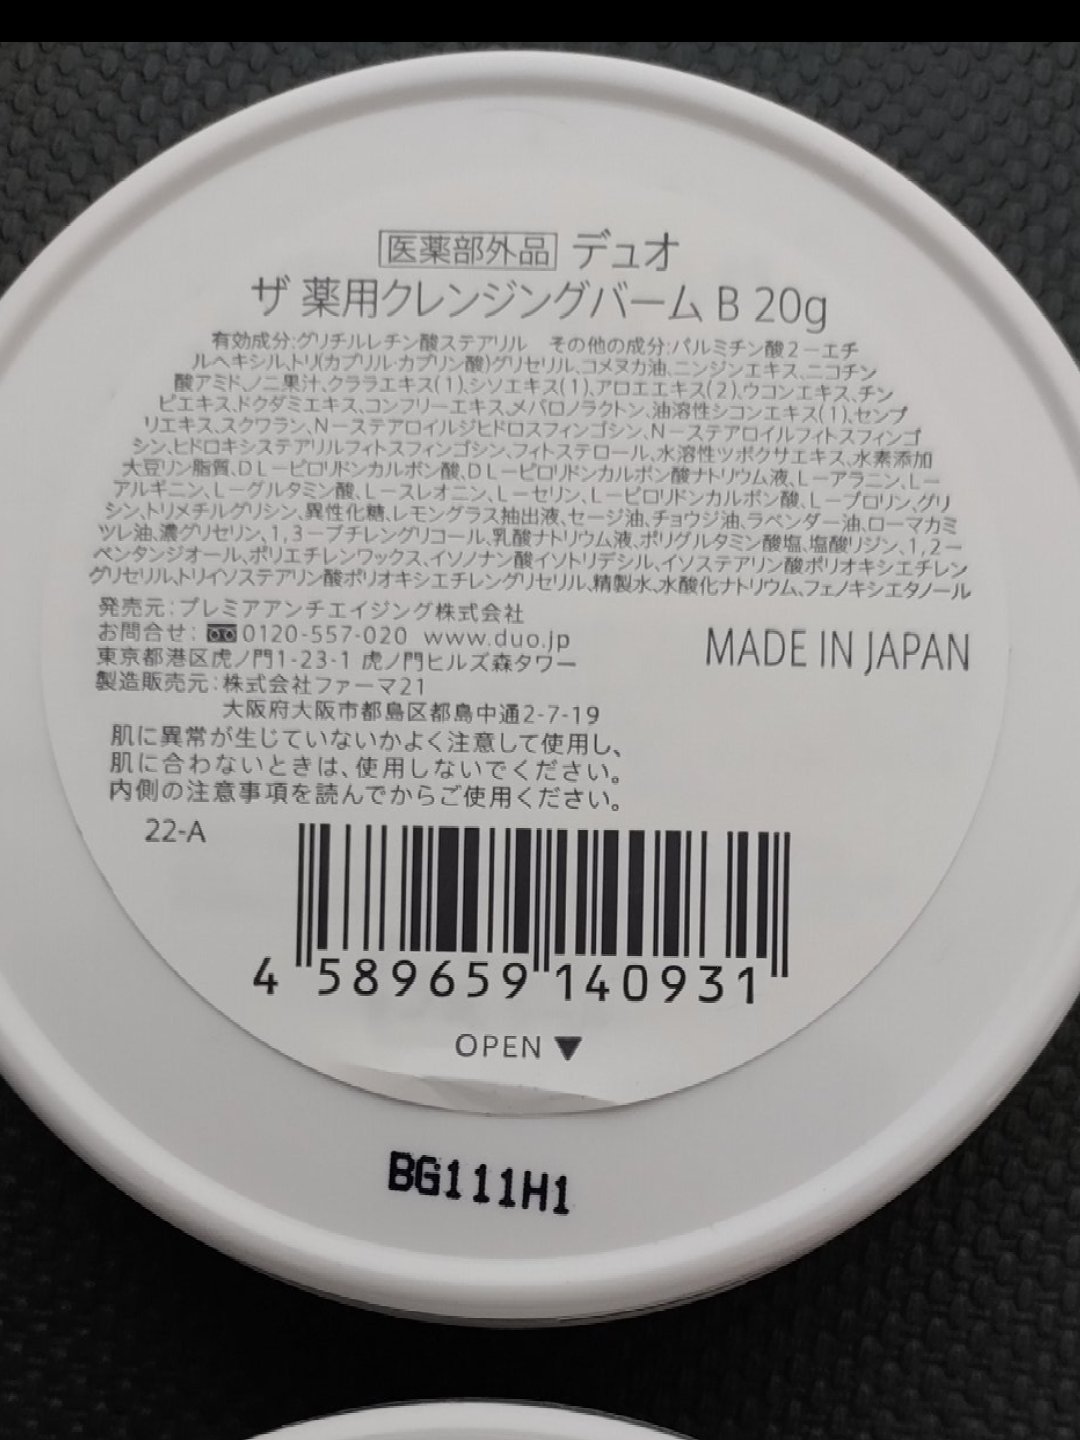 医薬部外品 デュオ
ザ 薬用クレンジングバーム B 20g
有効成分:グリチルレチン酸ステアリル その他の成分:パルミチン酸2-エチ
ルヘキシル、トリ(カプリル・カプリン酸)グリセリル、コメヌカ油、ニンジンエキス、ニコチン
酸アミド、ノニ果汁、クララエキス(1)、シソエキス(1)、アロエエキス(2)、ウコンエキス、チン
ピエキス、ドクダミエキス、コンフリーエキス、メバロノラクトン、油溶性シコンエキス(1)、センブ
リエキス、スクワラン、N-ステアロイルジヒドロスフィンゴシン、N-ステアロイルフィトスフィンゴ
シン、ヒドロキシステアリルフィトスフィンゴシン、フィトステロール、水溶性ツボクサエキス、水素添加
大豆リン脂質、DL-ピロリドンカルボン酸、DL-ピロリドンカルボン酸ナトリウム液、L-アラニン、L-
アルギニン、L-グルタミン酸、L-スレオニン、L-セリン、L-ピロリドンカルボン酸、L-プロリン、グリ
シン、トリメチルグリシン、異性化糖、レモングラス抽出液、セージ油、チョウジ油、ラベンダー油、ローマカミ
ツレ油、濃グリセリン、1,3-ブチレングリコール、乳酸ナトリウム液、ポリグルタミン酸塩、塩酸リジン、1,2-
ペンタンジオール、ポリエチレンワックス、イソノナン酸イソトリデシル、イソステアリン酸ポリオキシエチレン
グリセリル、トリイソステアリン酸ポリオキシエチレングリセリル、精製水、水酸化ナトリウム、フェノキシエタノール
発売元:プレミアアンチエイジング株式会社
お問合せ: 0120-557-020 www.duo.jp
東京都港区虎ノ門1-23-1 虎ノ門ヒルズ森タワー
MADE IN JAPAN
製造販売元:株式会社ファーマ21
大阪府大阪市都島区都島中通2-7-19
肌に異常が生じていないかよく注意して使用し、
肌に合わないときは、使用しないでください。
内側の注意事項を読んでからご使用ください。
22-A
4 589659 140931
OPEN ▼
BG111H1